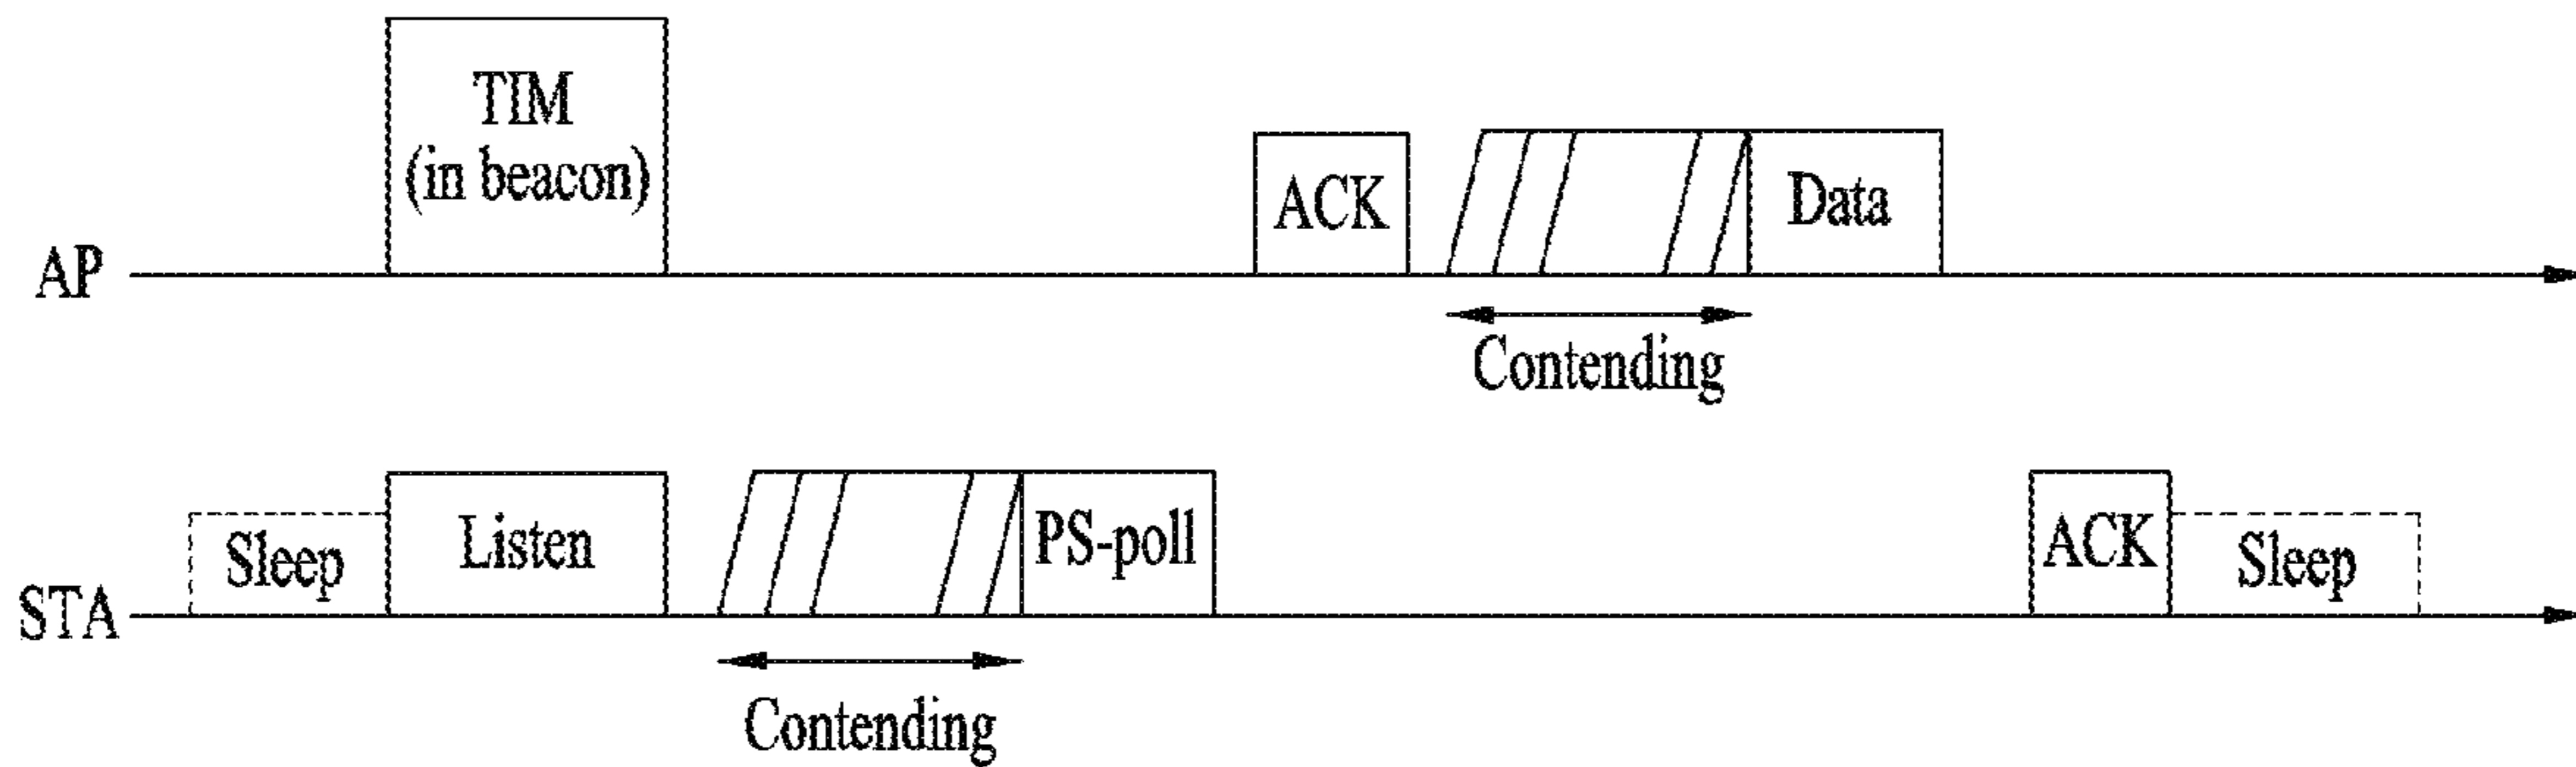 TIM
(in beacon)
ACK
Data
AP
Contending
Sleep
Listen
PS-poll
ACK
Sleep
STA
Contending